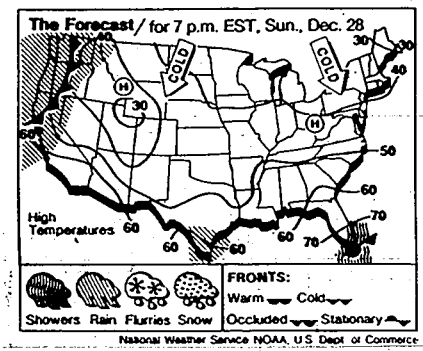 The Forecast / for 7 p.m. EST, Sun., Dec. 28
40
COLD
COLD
30
30
40
H
30
H
60
50
60
70
High
Temperatures
60
60
60
60
70
Showers Rain Flurries Snow
FRONTS:
Warm Cold
Occluded Stationary
National Weather Service NOAA, U.S. Dept. of Commerce